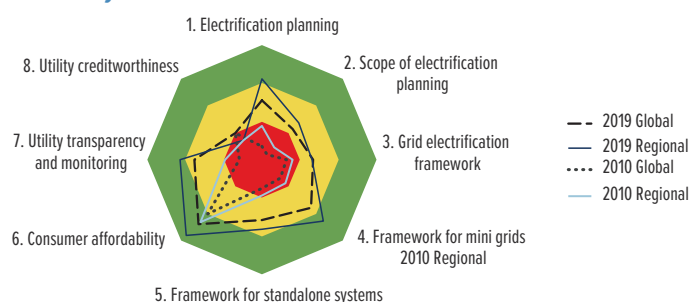 1. Electrification planning
8. Utility creditworthiness
2. Scope of electrification
planning
7. Utility transparency
and monitoring
3. Grid electrification
framework
2019 Global
2019 Regional
2010 Global
2010 Regional
6. Consumer affordability
4. Framework for mini grids
2010 Regional
5. Framework for standalone systems